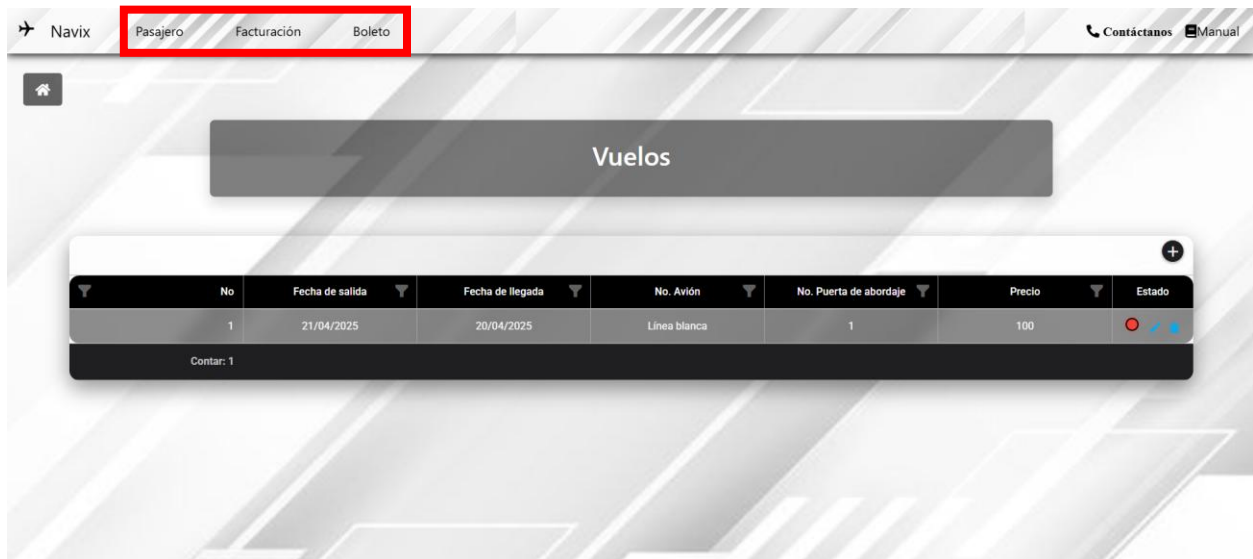 Navix Pasajero Facturación Boleto Contáctanos Manual
Vuelos
No Fecha de salida Fecha de llegada No. Avión No. Puerta de abordaje Precio Estado
1 21/04/2025 20/04/2025 Línea blanca 1 100
Contar: 1